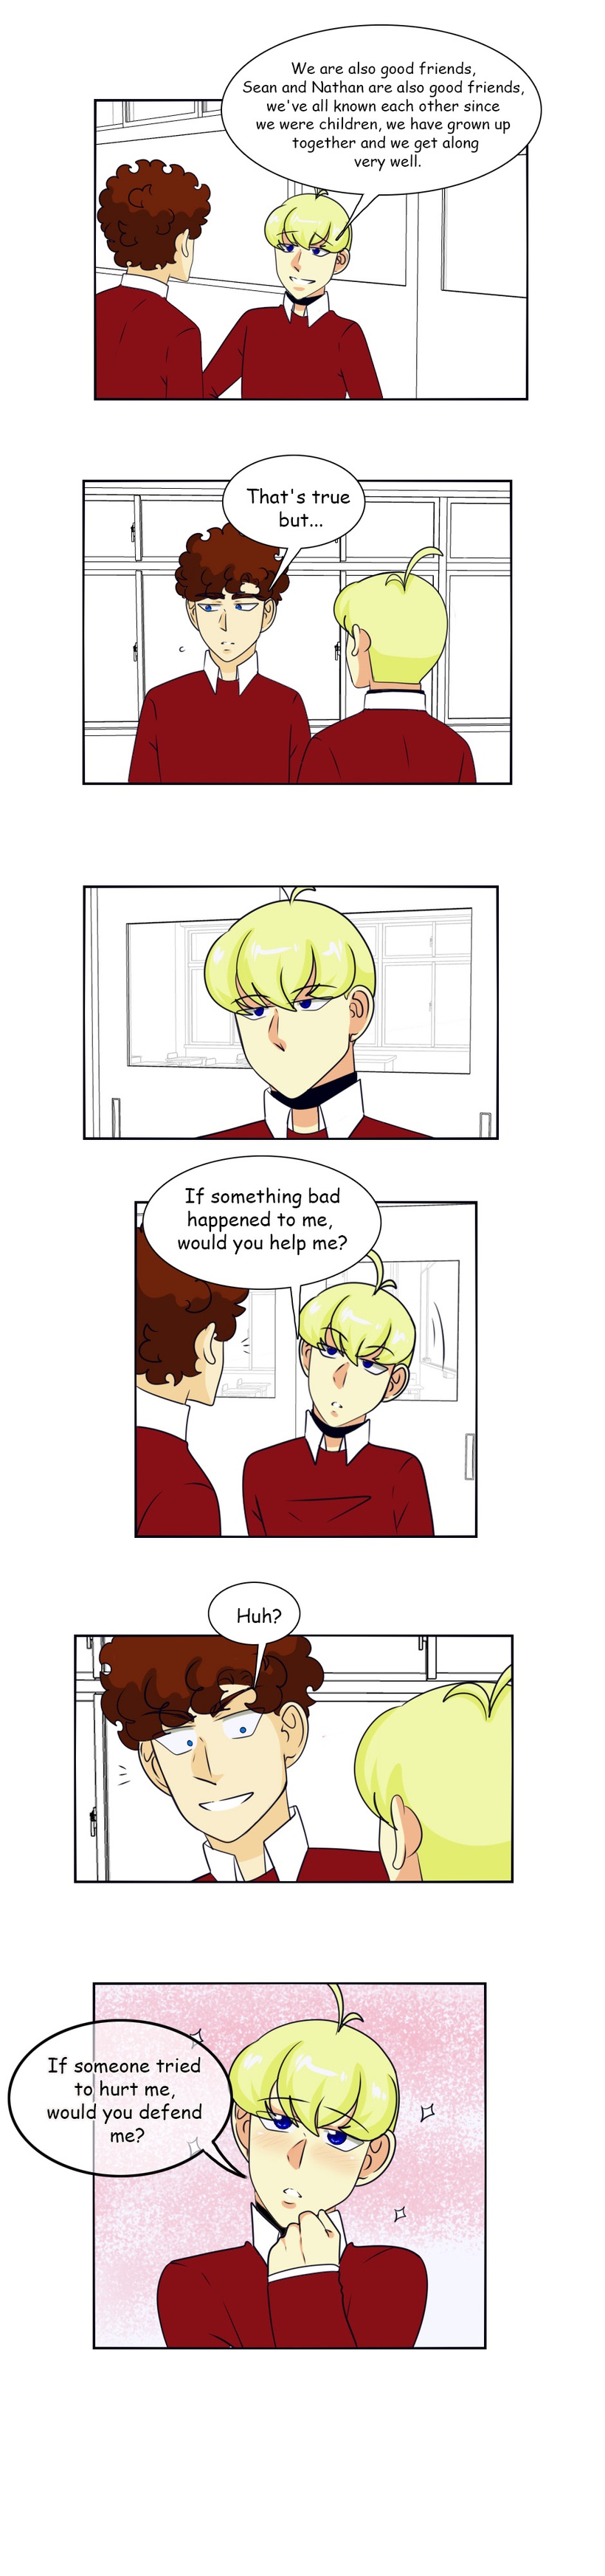 We are also good friends,
Sean and Nathan are also good friends,
we've all known each other since
we were children, we have grown up
together and we get along
very well.
That's true
but...
If something bad
happened to me,
would you help me?
Huh?
If someone tried
to hurt me,
would you defend
me?